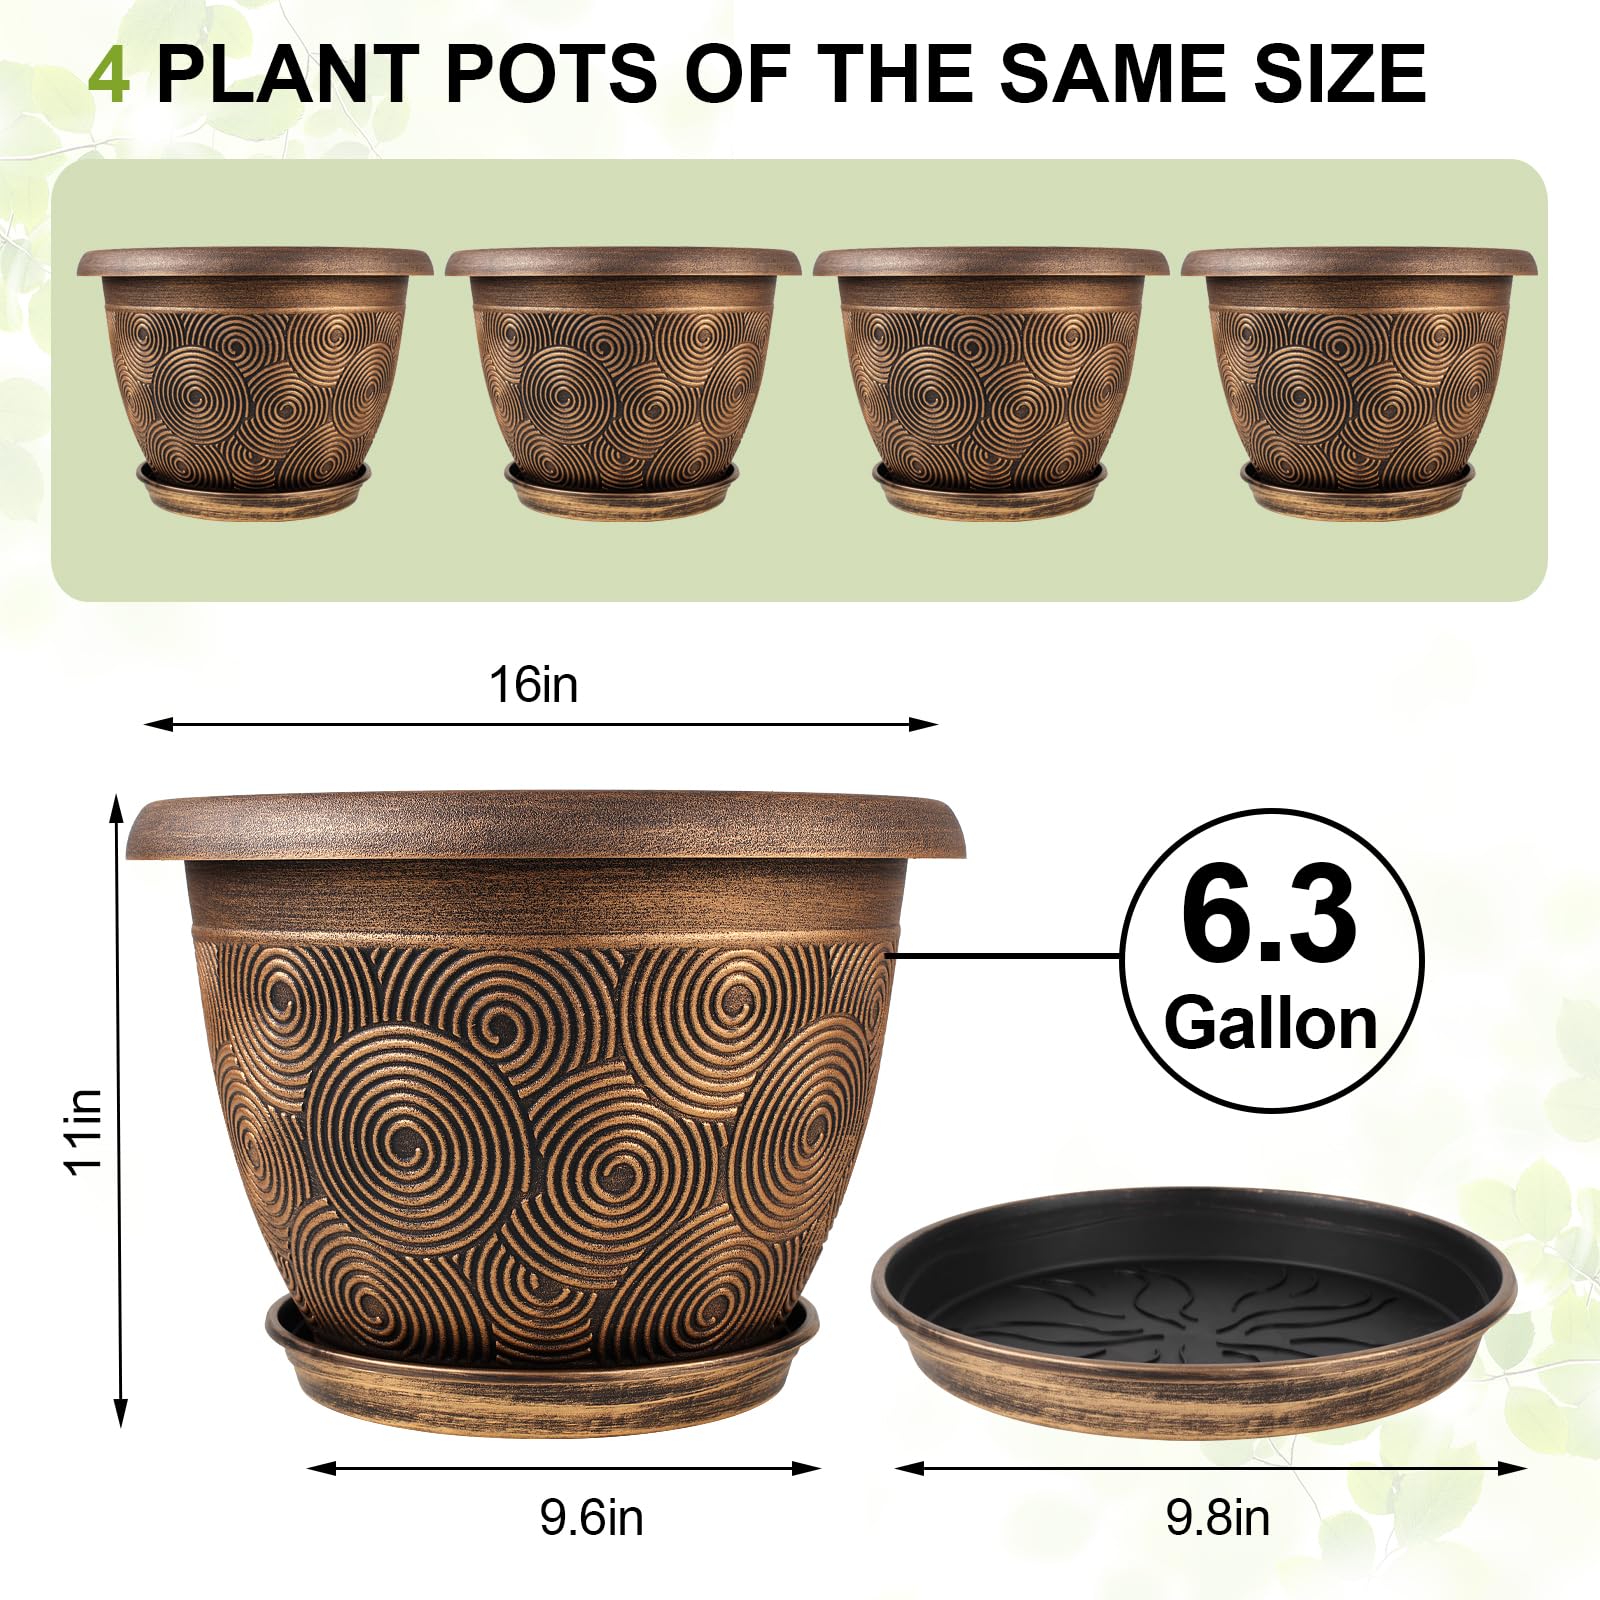 4 PLANT POTS OF THE SAME SIZE
16in
11in
6.3
Gallon
9.6in
9.8in